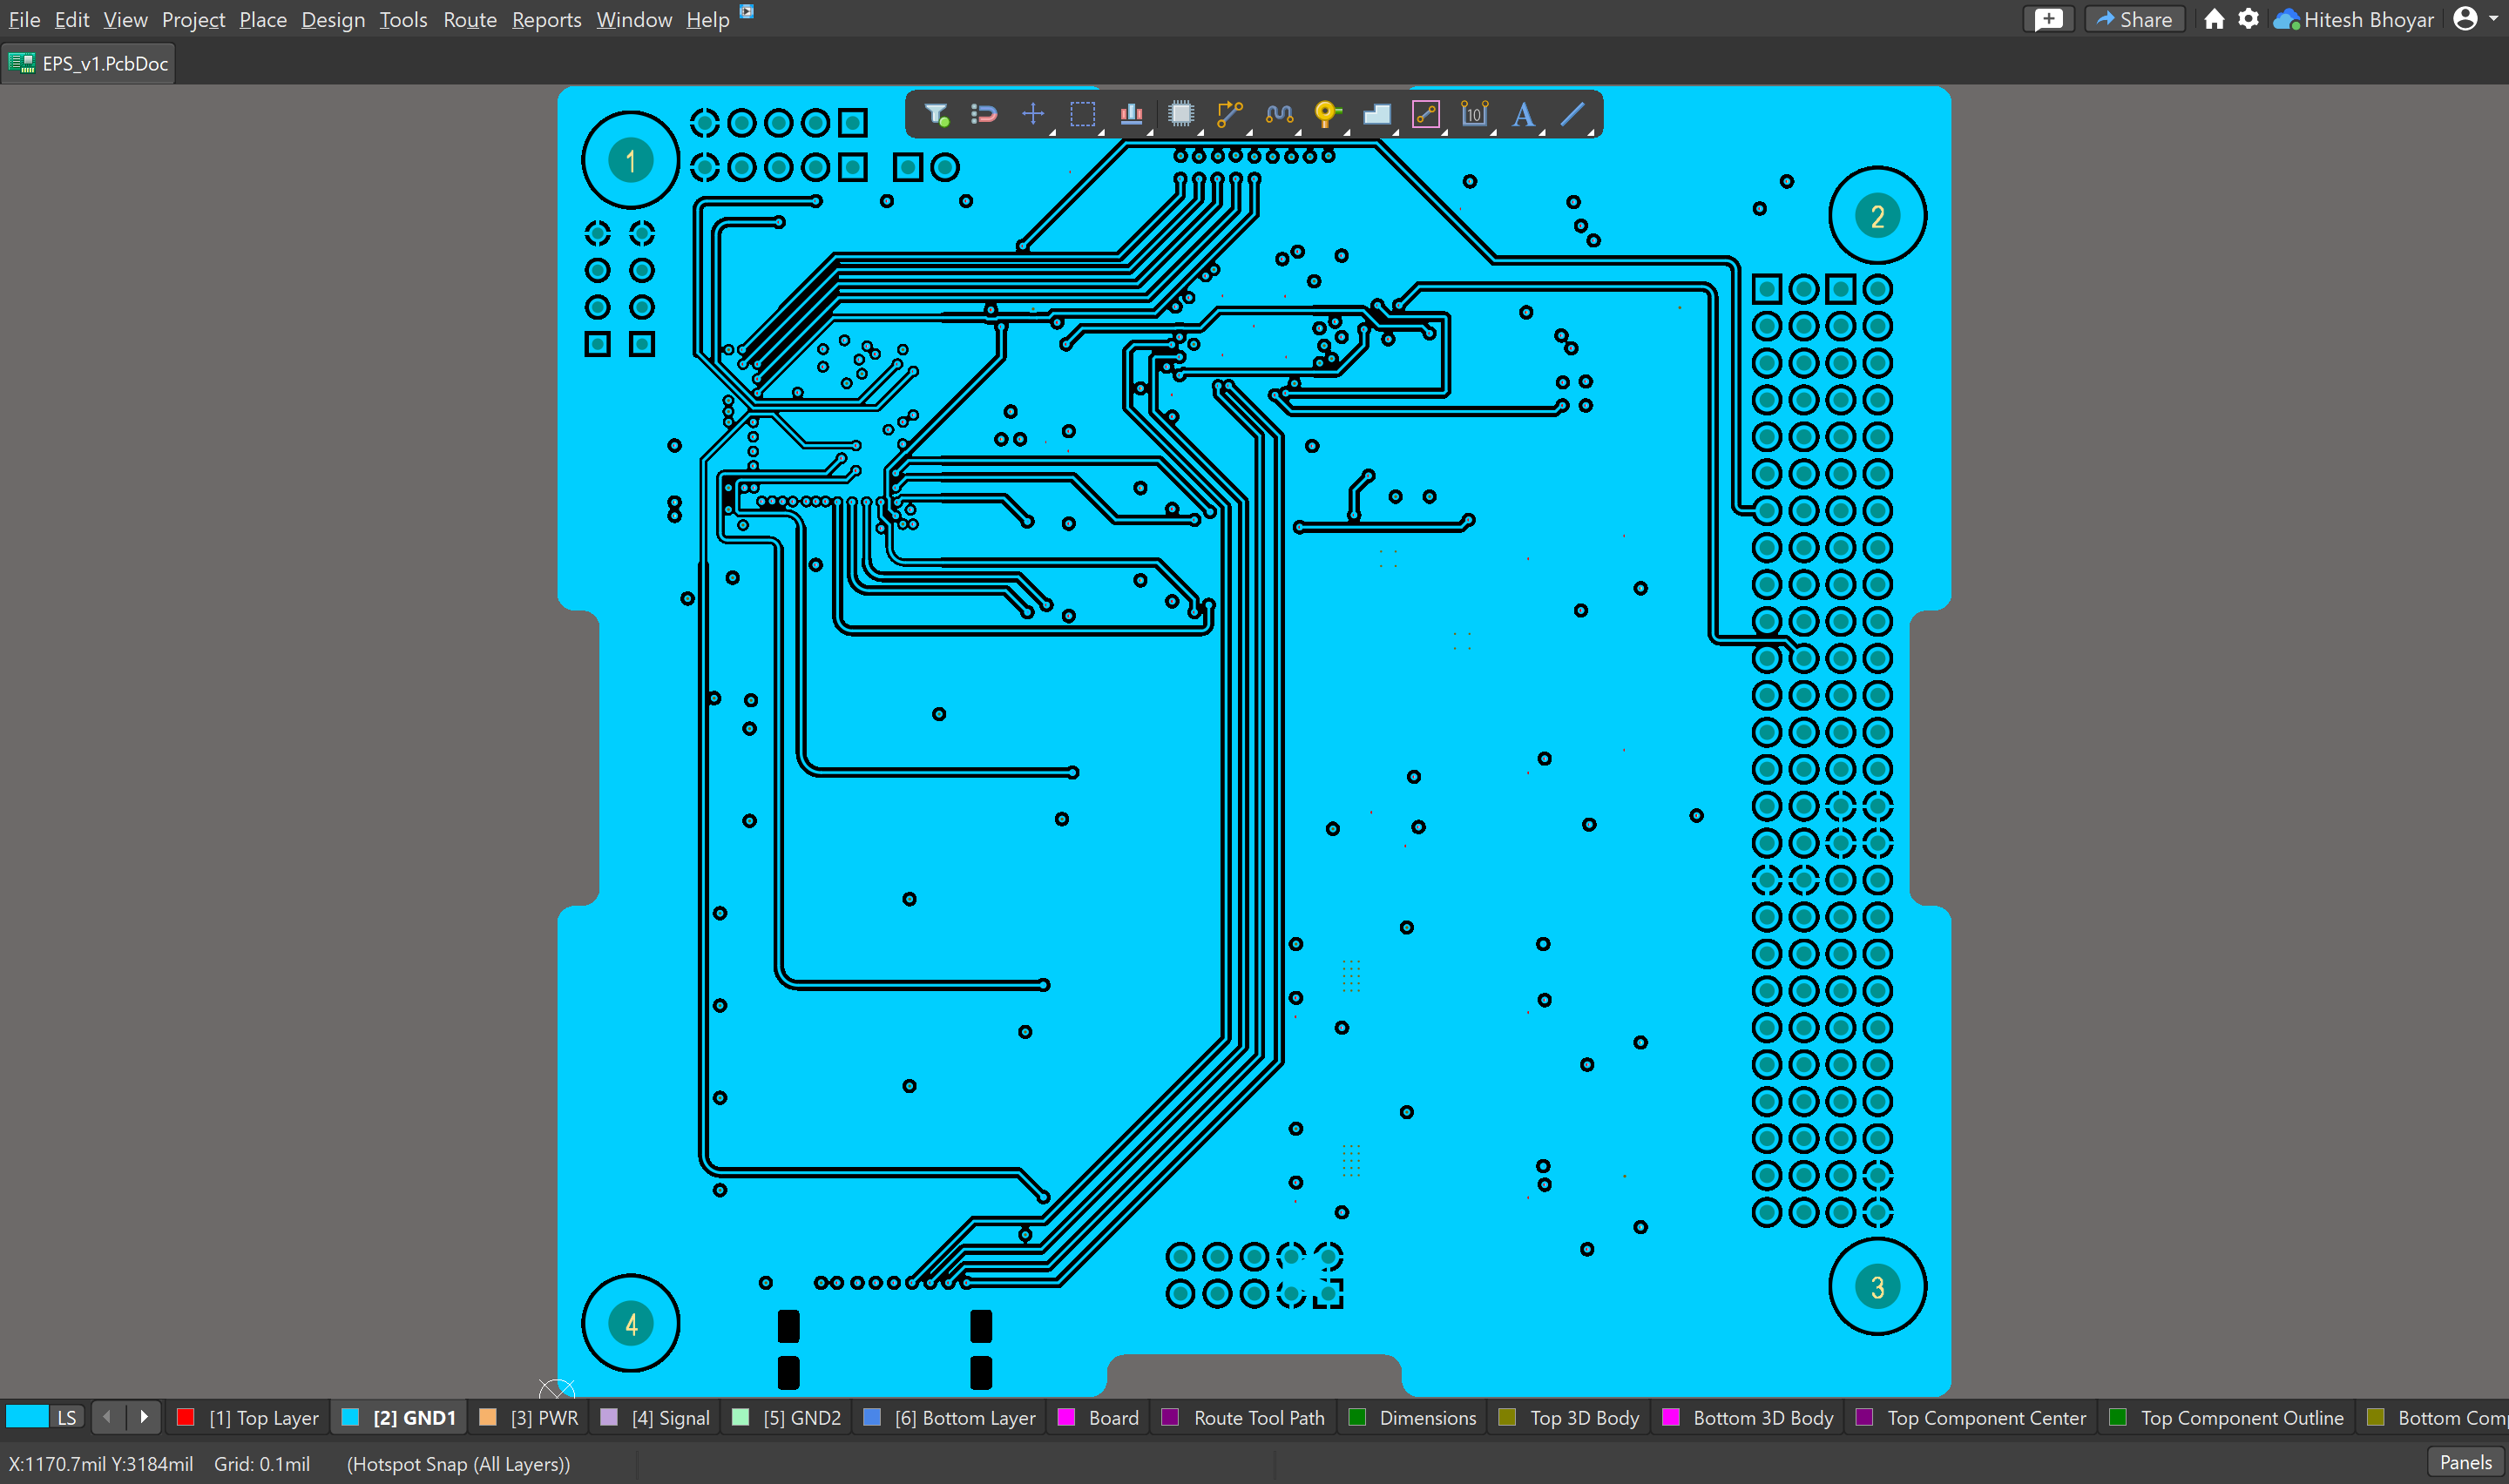 File Edit View Project Place Design Tools Route Reports Window Help
Share
Hitesh Bhoyar
EPS_v1.PcbDoc
10
A
1
2
3
4
LS
[1] Top Layer
[2] GND1
[3] PWR
[4] Signal
[5] GND2
[6] Bottom Layer
Board
Route Tool Path
Dimensions
Top 3D Body
Bottom 3D Body
Top Component Center
Top Component Outline
Bottom Com
X:1170.7mil Y:3184mil Grid: 0.1mil (Hotspot Snap (All Layers))
Panels